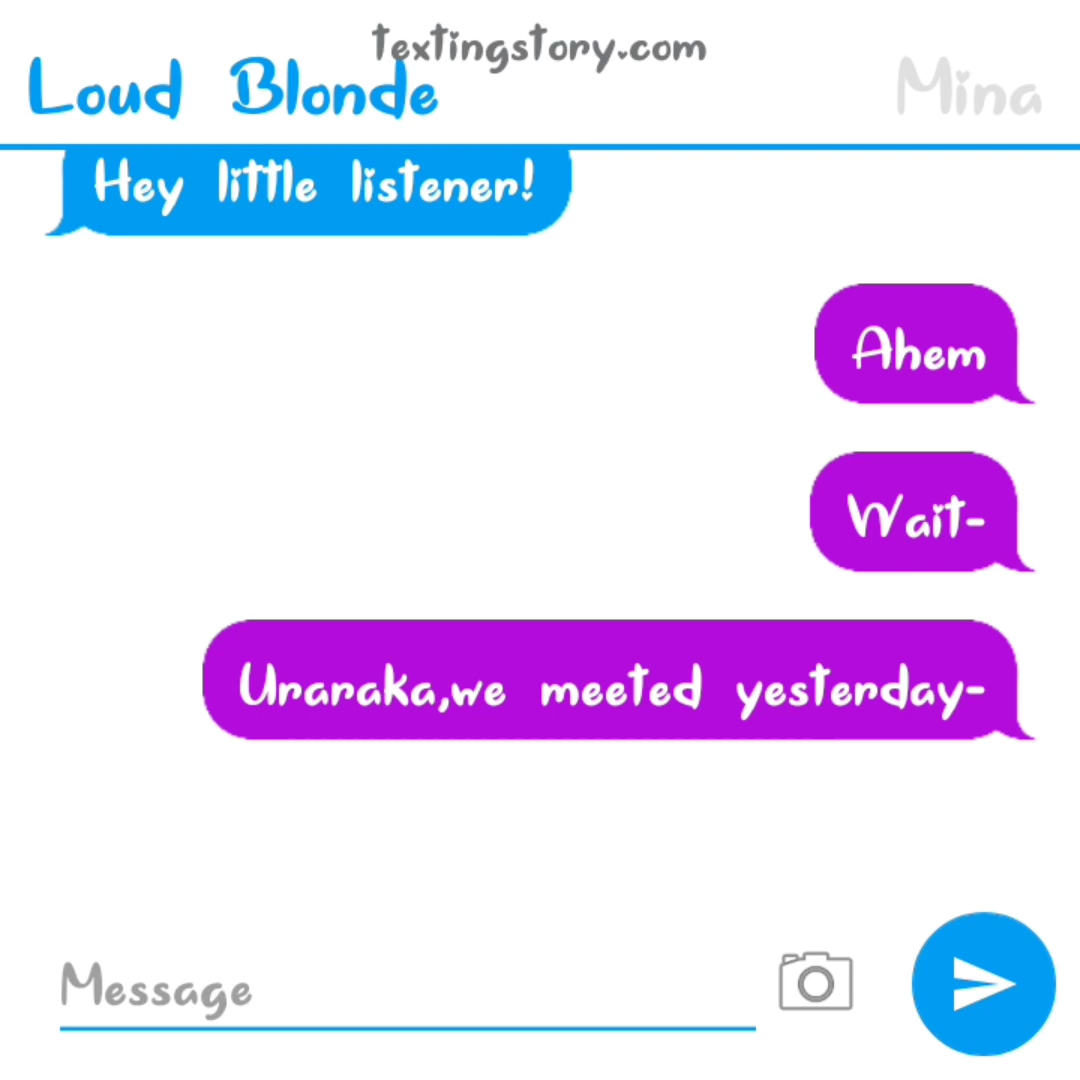 textingstory.com
Loud Blonde
Mina
Hey little listener!
Ahem
Wait-
Uraraka,we meeted yesterday-
Message